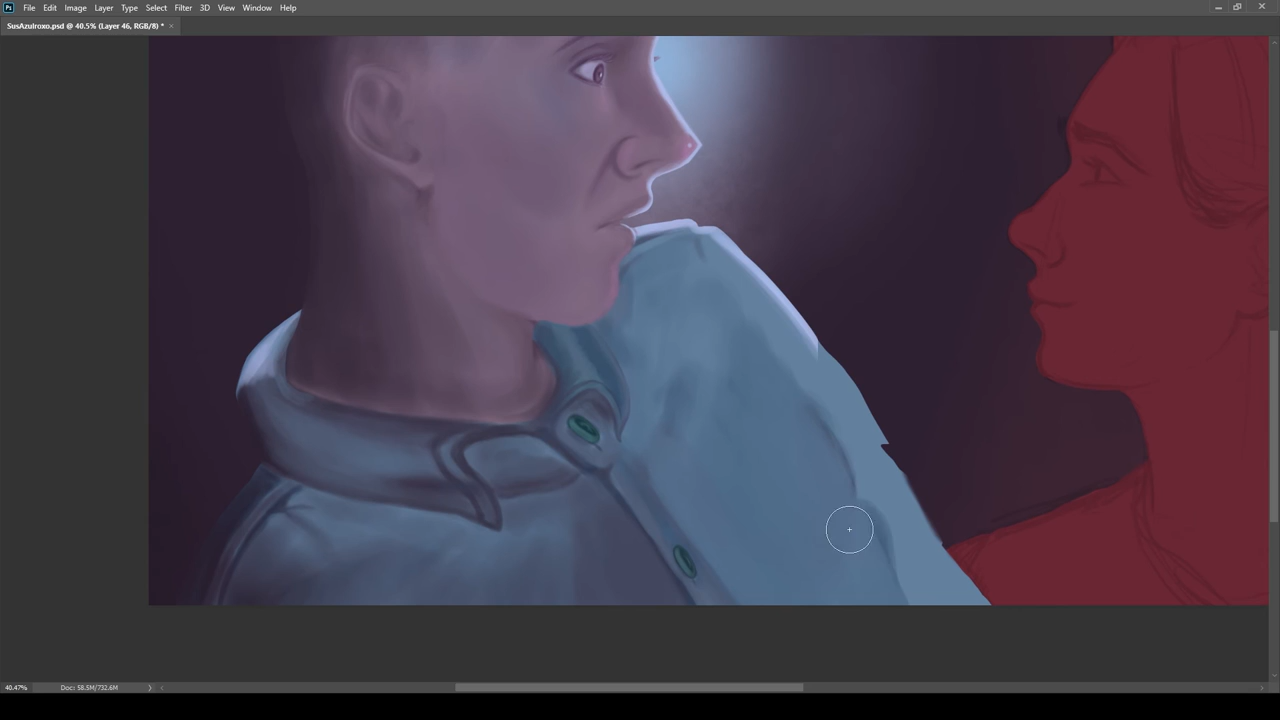 Ps File Edit Image Layer Type Select Filter 3D View Window Help
SusAzulroxo.psd @ 40.5% (Layer 46, RGB/8) *
40.47% Doc: 58.5M/732.6M